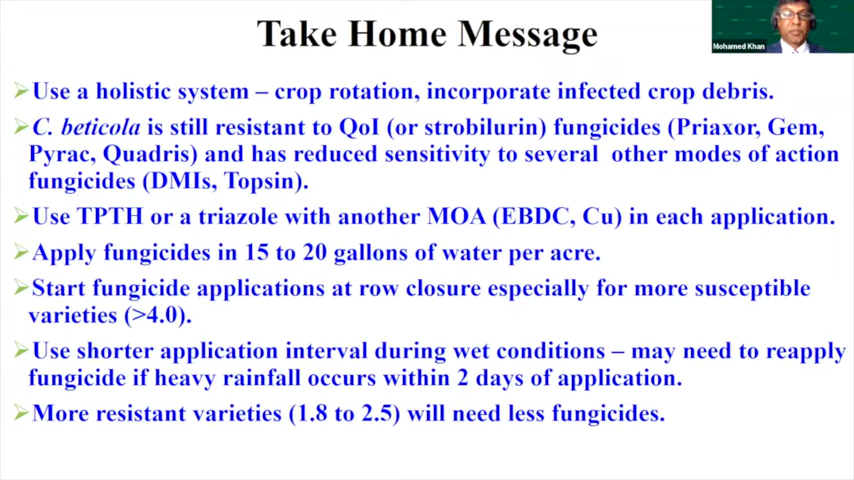 Take Home Message
Mohamed Khan
Use a holistic system – crop rotation, incorporate infected crop debris.
C. beticola is still resistant to QoI (or strobilurin) fungicides (Priaxor, Gem,
Pyrac, Quadris) and has reduced sensitivity to several other modes of action
fungicides (DMIs, Topsin).
Use TPTH or a triazole with another MOA (EBDC, Cu) in each application.
Apply fungicides in 15 to 20 gallons of water per acre.
Start fungicide applications at row closure especially for more susceptible
varieties (>4.0).
Use shorter application interval during wet conditions – may need to reapply
fungicide if heavy rainfall occurs within 2 days of application.
More resistant varieties (1.8 to 2.5) will need less fungicides.